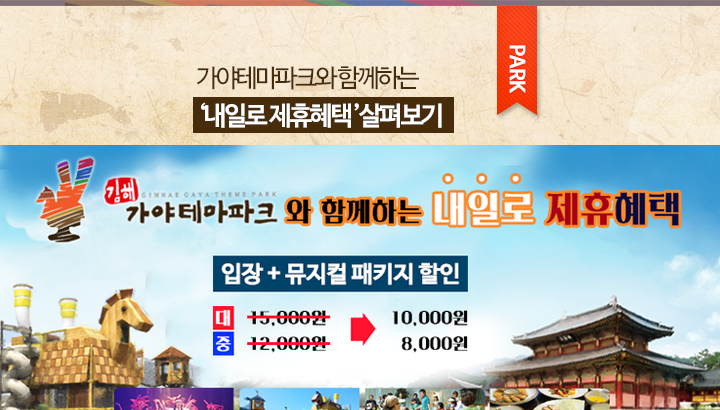 가야테마파크와 함께하는
'내일로 제휴혜택' 살펴보기
PARK
김해
GIMHAE GAYA THEME PARK
가야테마파크 와 함께하는 내일로 제휴혜택
입장 + 뮤지컬 패키지 할인
대 15,000원 10,000원
중 12,000원 8,000원